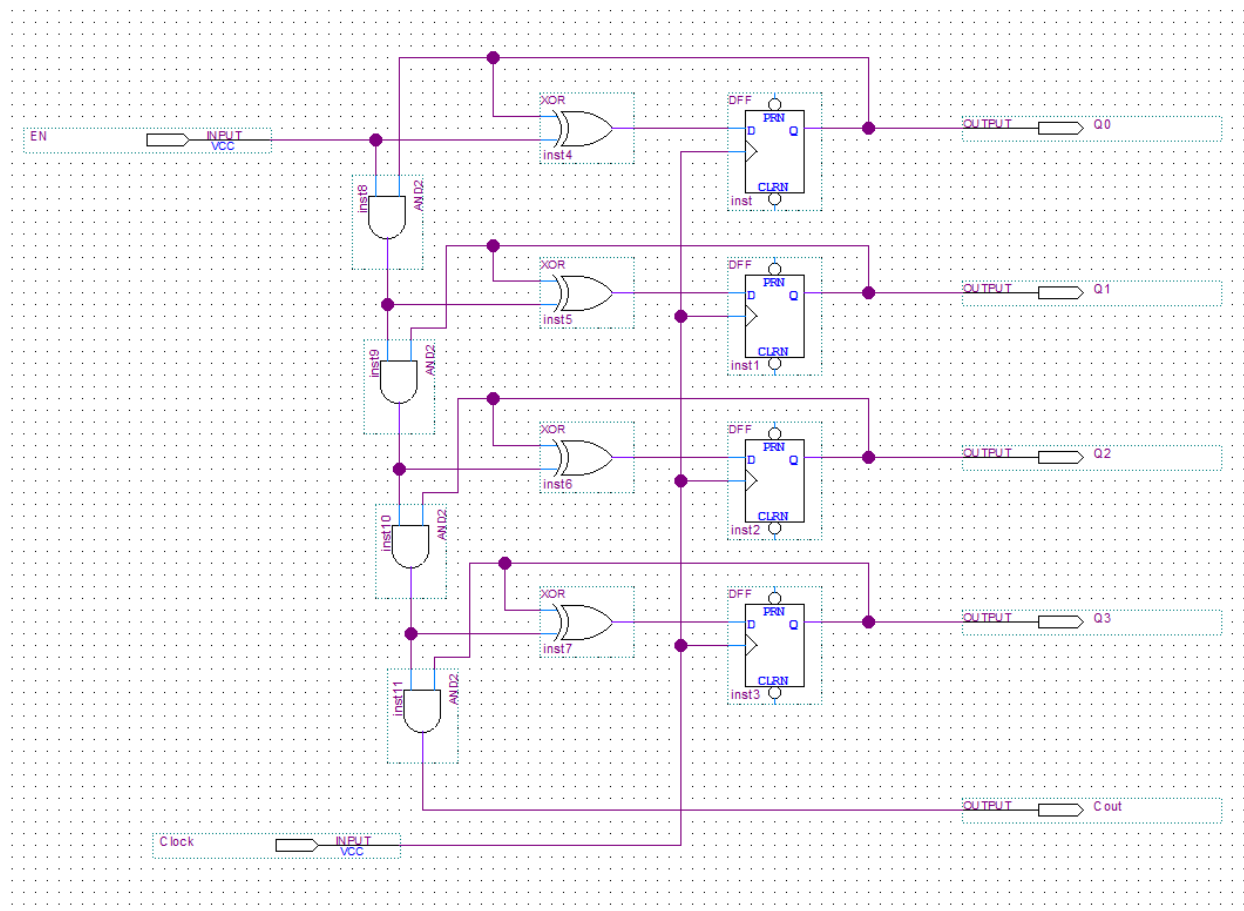 XOR
DFF
PRN
OUTPUT
Q0
EN
INPUT
VCC
D
Q
inst4
CLRN
inst
inst8
AND2
XOR
DFF
PRN
OUTPUT
Q1
D
Q
inst5
CLRN
inst1
inst9
AND2
XOR
DFF
PRN
OUTPUT
Q2
D
Q
inst6
CLRN
inst2
inst10
AND2
XOR
DFF
PRN
OUTPUT
Q3
D
Q
inst7
CLRN
inst3
inst11
AND2
OUTPUT
Cout
Clock
INPUT
VCC